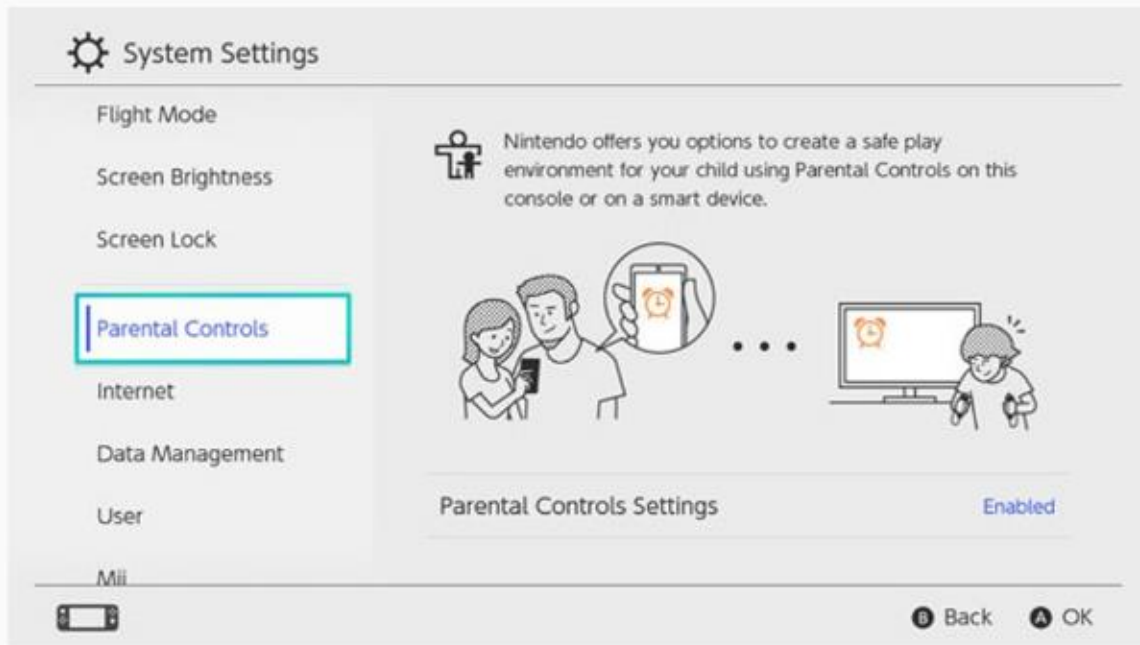 System Settings
Flight Mode
Screen Brightness
Screen Lock
Parental Controls
Internet
Data Management
User
Mii
Nintendo offers you options to create a safe play
environment for your child using Parental Controls on this
console or on a smart device.
Parental Controls Settings Enabled
B Back A OK